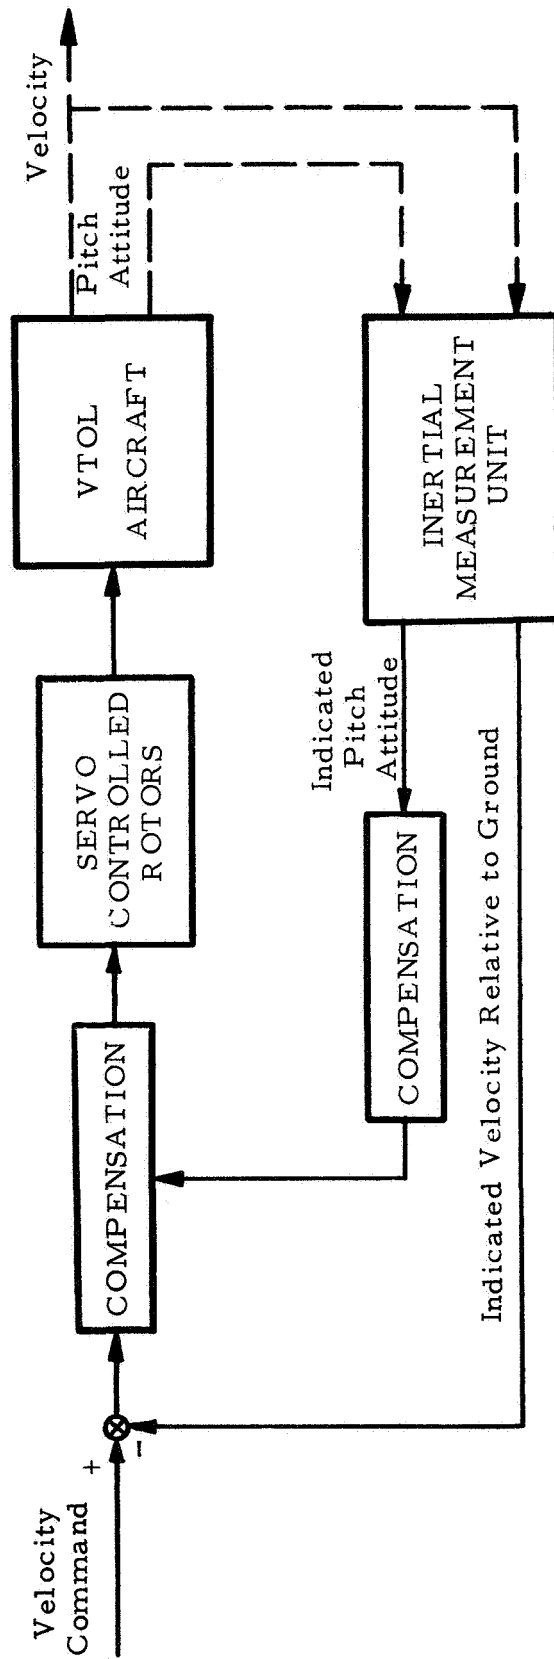 Velocity
Command
+
-
COMPENSATION
SERVO
CONTROLLED
ROTORS
VTOL
AIRCRAFT
Velocity
Pitch
Attitude
INERTIAL
MEASUREMENT
UNIT
Indicated
Pitch
Attitude
COMPENSATION
Indicated Velocity Relative to Ground